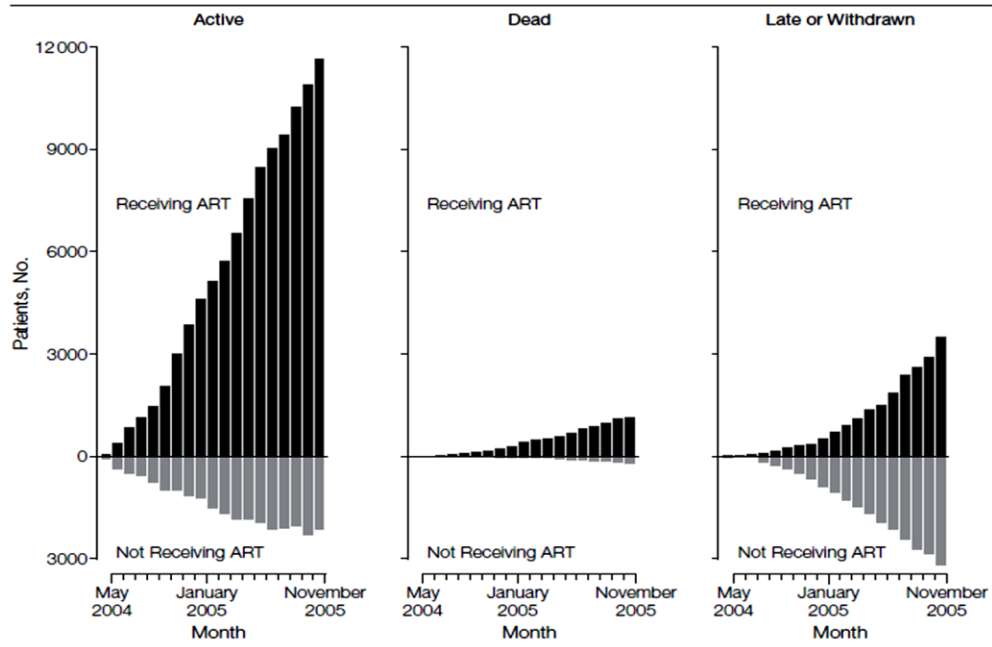 Active
Dead
Late or Withdrawn
12000
9000
6000
3000
0
3000
Patients, No.
Receiving ART
Not Receiving ART
May
2004
January
2005
November
2005
Month
Receiving ART
Not Receiving ART
May
2004
January
2005
November
2005
Month
Receiving ART
Not Receiving ART
May
2004
January
2005
November
2005
Month